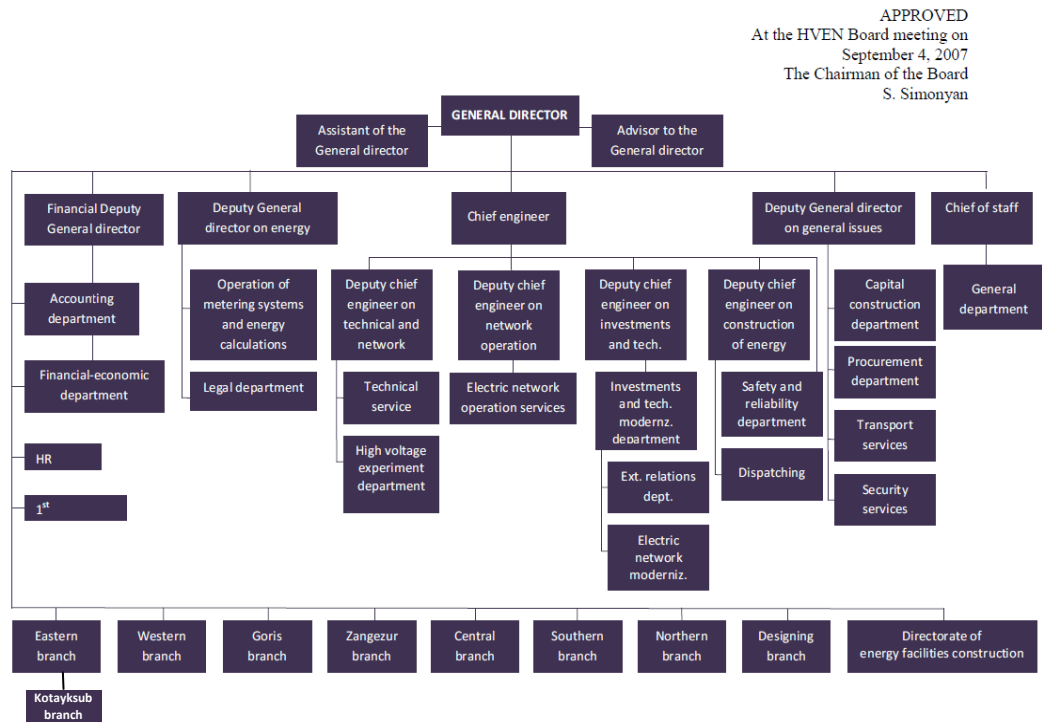 APPROVED
At the HVEN Board meeting on
September 4, 2007
The Chairman of the Board
S. Simonyan
GENERAL DIRECTOR
Assistant of the
General director
Advisor to the
General director
Financial Deputy
General director
Deputy General
director on energy
Chief engineer
Deputy General director
on general issues
Chief of staff
Accounting
department
Financial-economic
department
HR
1st
Operation of
metering systems
and energy
calculations
Legal department
Deputy chief
engineer on
technical and
network
Technical
service
High voltage
experiment
department
Deputy chief
engineer on
network
operation
Electric network
operation services
Deputy chief
engineer on
investments
and tech.
Investments
and tech.
modernz.
department
Ext. relations
dept.
Electric
network
moderniz.
Deputy chief
engineer on
construction
of energy
Safety and
reliability
department
Dispatching
Capital
construction
department
Procurement
department
Transport
services
Security
services
General
department
Eastern
branch
Western
branch
Goris
branch
Zangezur
branch
Central
branch
Southern
branch
Northern
branch
Designing
branch
Directorate of
energy facilities construction
Kotayksub
branch